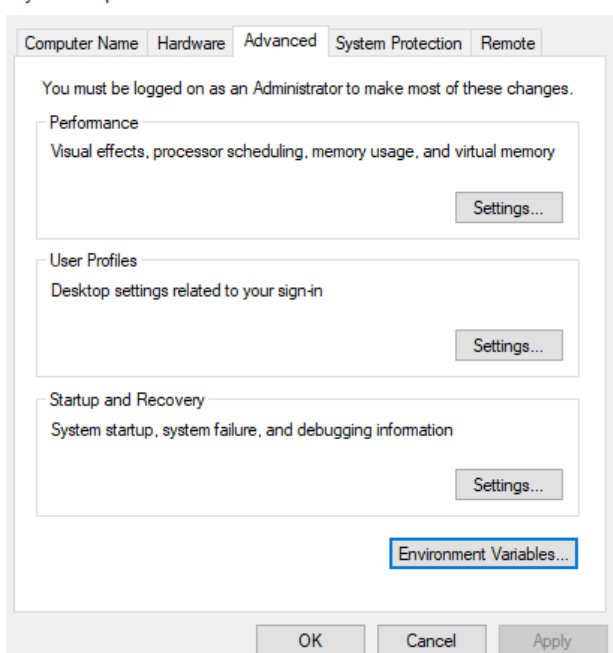 Computer Name Hardware Advanced System Protection Remote
You must be logged on as an Administrator to make most of these changes.
Performance
Visual effects, processor scheduling, memory usage, and virtual memory
Settings...
User Profiles
Desktop settings related to your sign-in
Settings...
Startup and Recovery
System startup, system failure, and debugging information
Settings...
Environment Variables...
OK Cancel Apply